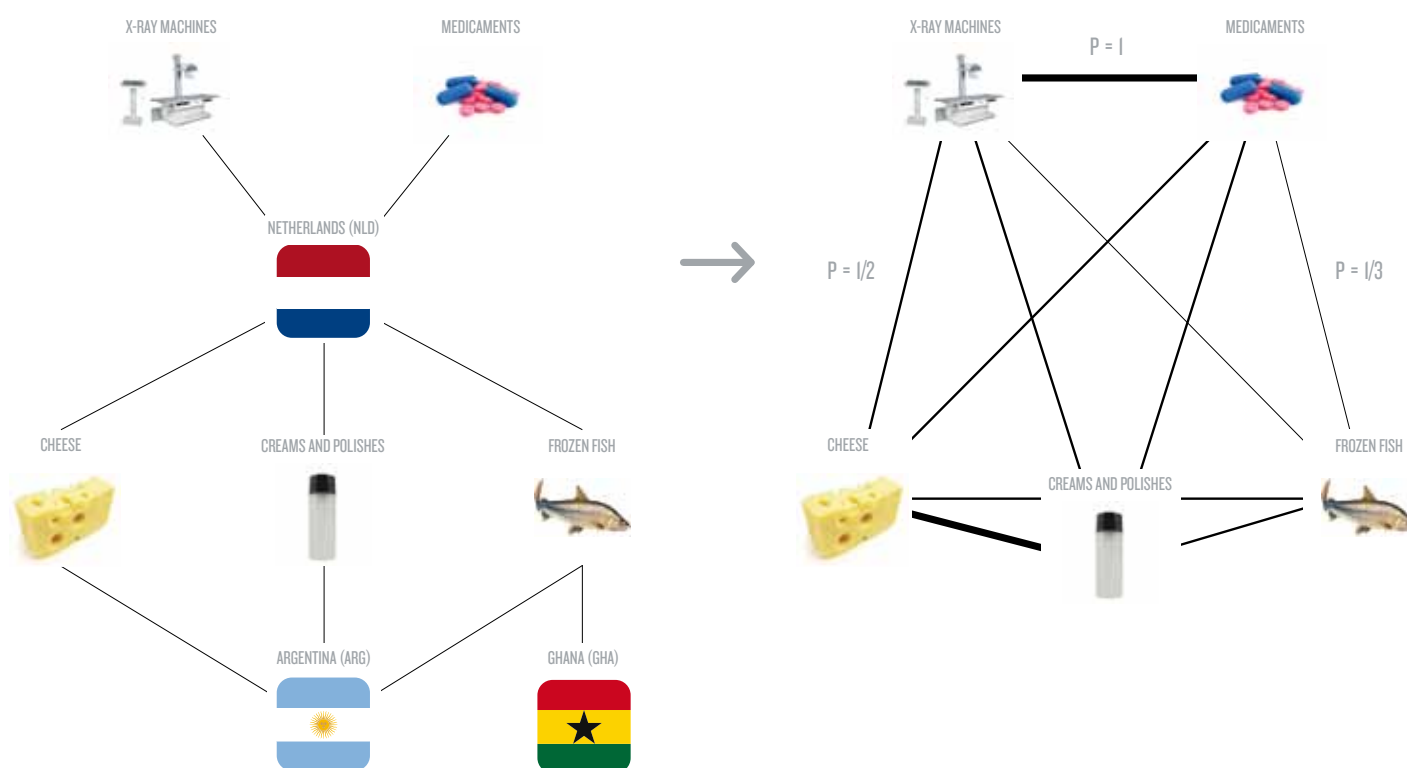 X-RAY MACHINES
MEDICAMENTS
NETHERLANDS (NLD)
CHEESE
CREAMS AND POLISHES
FROZEN FISH
ARGENTINA (ARG)
GHANA (GHA)
X-RAY MACHINES
P = 1
MEDICAMENTS
P = 1/2
P = 1/3
CHEESE
CREAMS AND POLISHES
FROZEN FISH